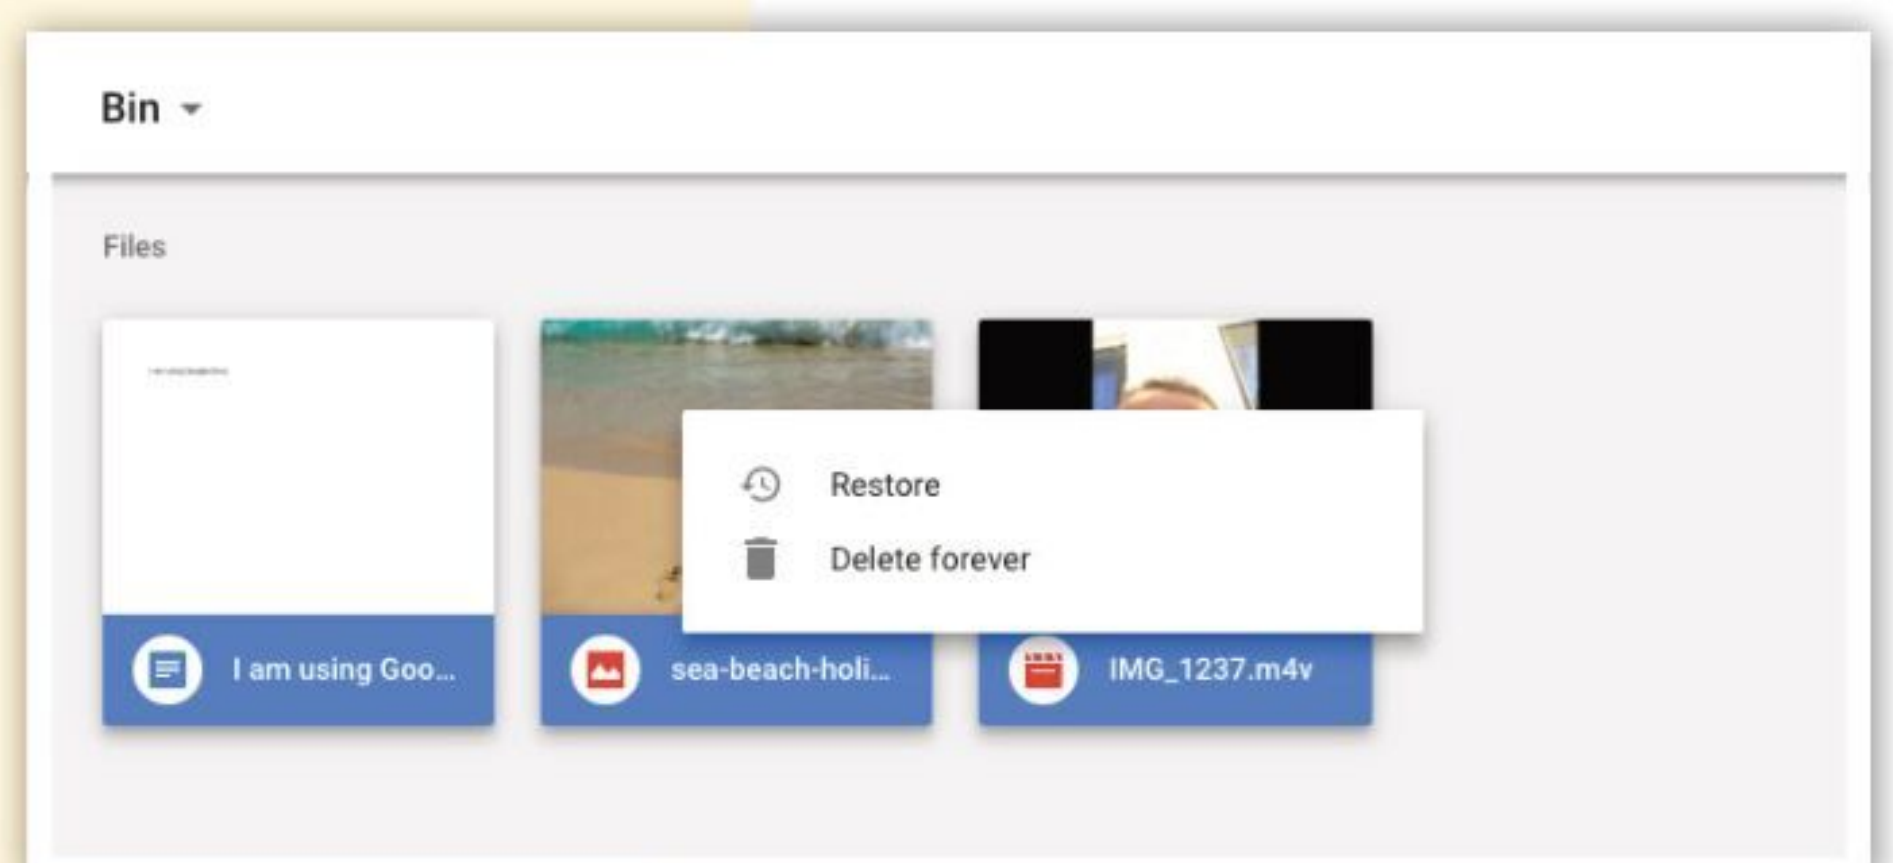 Bin
Files
Restore
Delete forever
I am using Goo...
sea-beach-holi...
IMG_1237.m4v